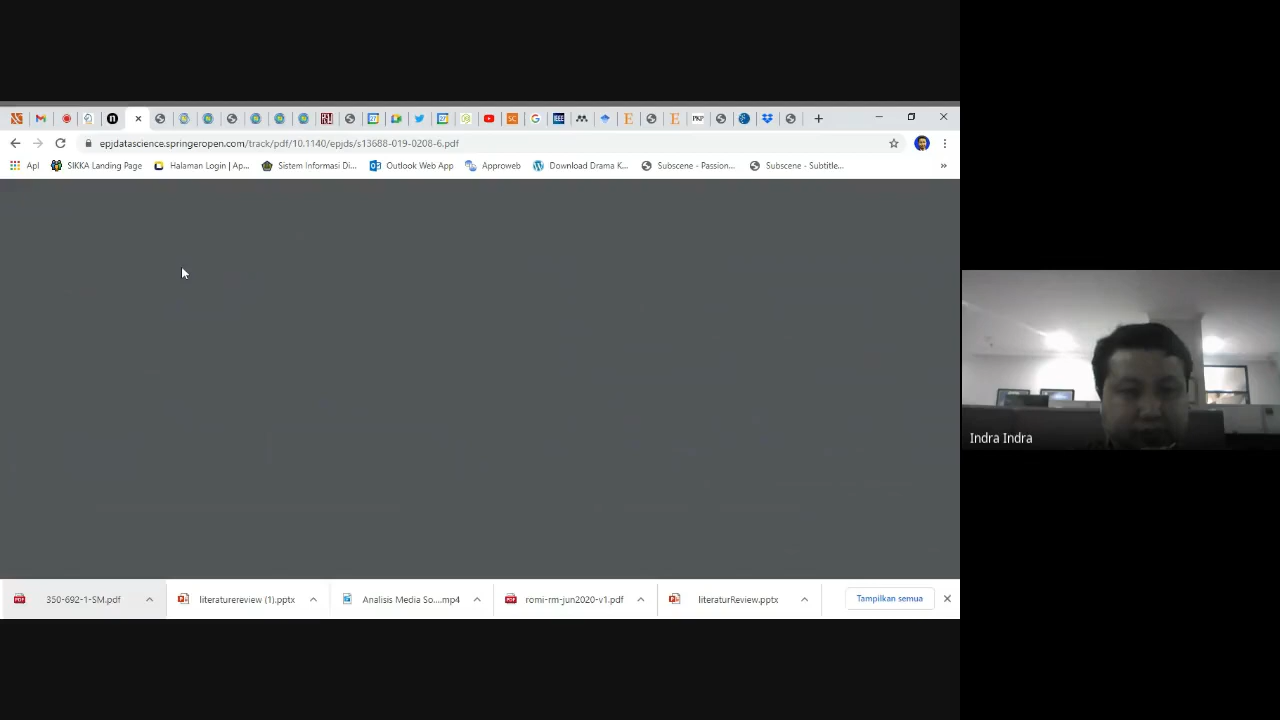 epjdatascience.springeropen.com/track/pdf/10.1140/epjds/s13688-019-0208-6.pdf
Apl
SIKKA Landing Page
Halaman Login | Ap...
Sistem Informasi Di...
Outlook Web App
Approweb
Download Drama K...
Subscene - Passion...
Subscene - Subtitle...
»
Indra Indra
350-692-1-SM.pdf
literaturereview (1).pptx
Analisis Media So....mp4
romi-rm-jun2020-v1.pdf
literaturReview.pptx
Tampilkan semua